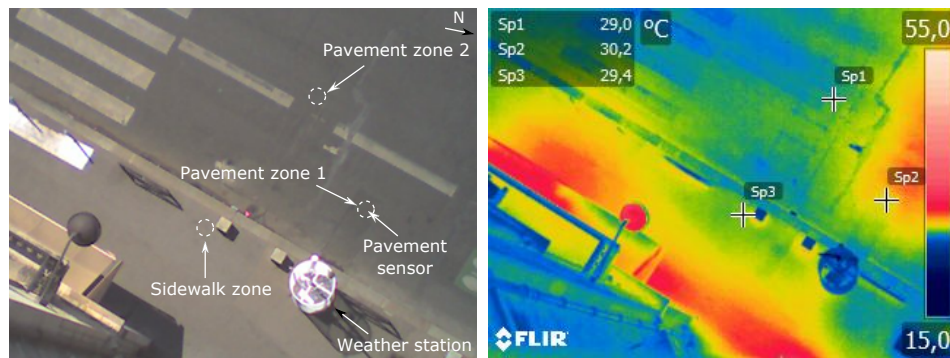 N
Pavement zone 2
Pavement zone 1
Pavement
sensor
Sidewalk zone
Weather station
Sp1 29,0 °C
Sp2 30,2
Sp3 29,4
55,0
Sp1
Sp2
Sp3
FLIR
15,0